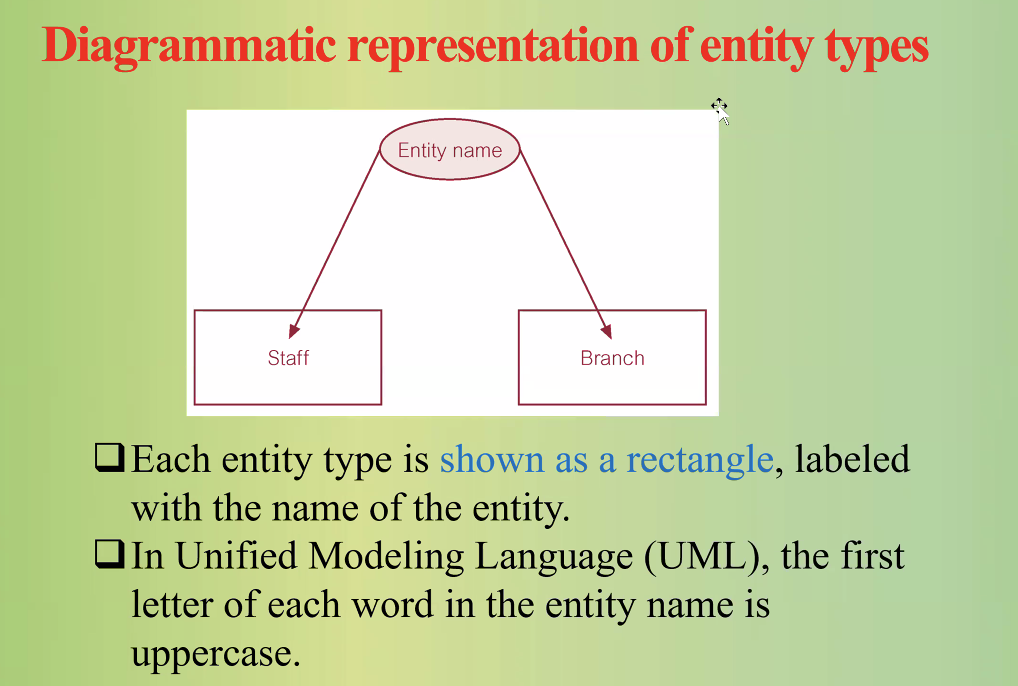 Diagrammatic representation of entity types
Entity name
Staff
Branch
Each entity type is shown as a rectangle, labeled
with the name of the entity.
In Unified Modeling Language (UML), the first
letter of each word in the entity name is
uppercase.